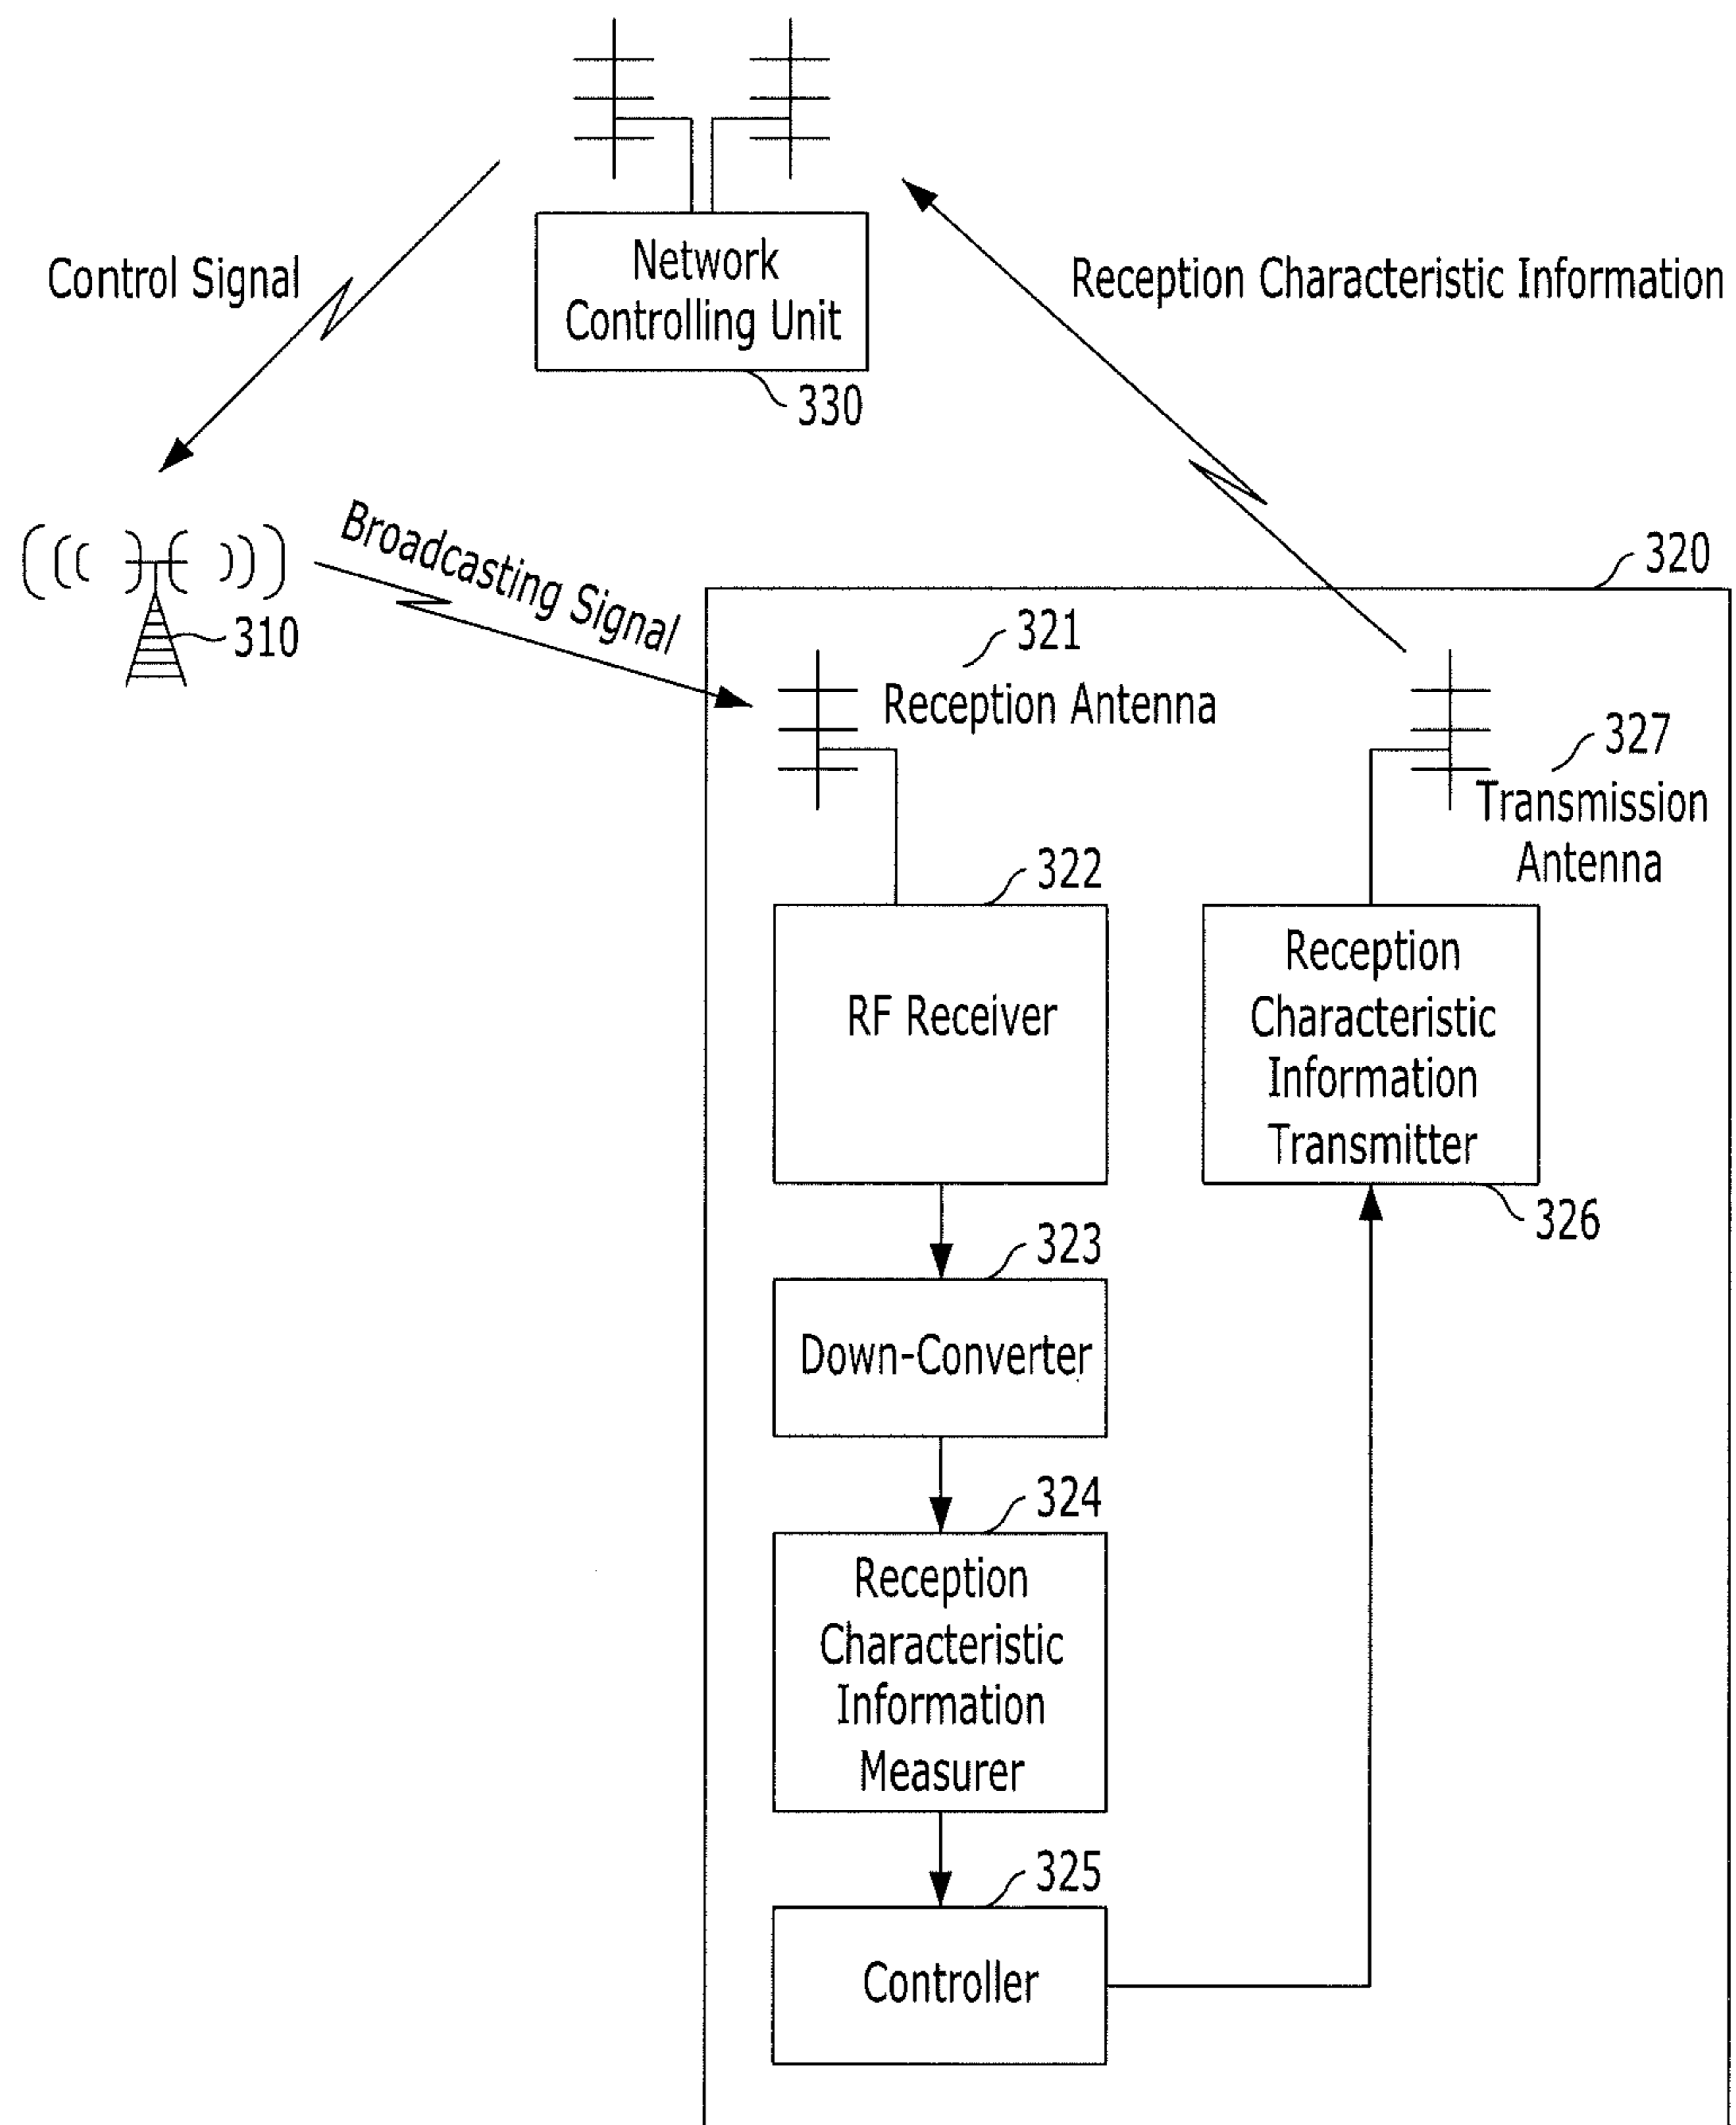 Network
Controlling Unit
330
Control Signal
Reception Characteristic Information
Broadcasting Signal
310
320
321
Reception Antenna
327
Transmission
Antenna
322
RF Receiver
Reception
Characteristic
Information
Transmitter
326
323
Down-Converter
324
Reception
Characteristic
Information
Measurer
325
Controller